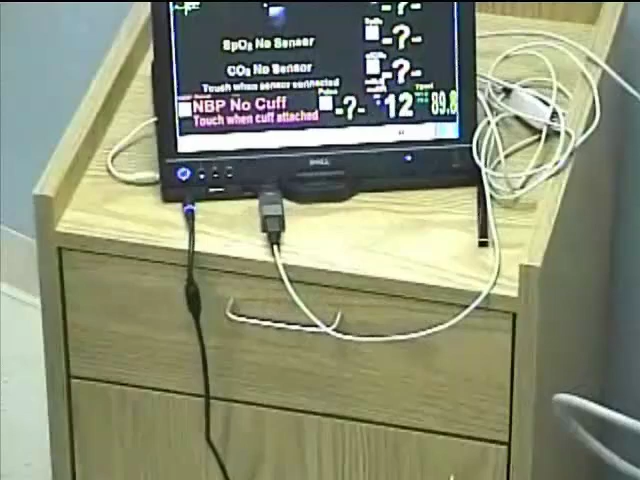 -?-
SpO2 No Sensor
-?-
CO2 No Sensor
-?-
Touch when sensor connected
NBP No Cuff
Touch when cuff attached
-?-
12
89.8
DELL